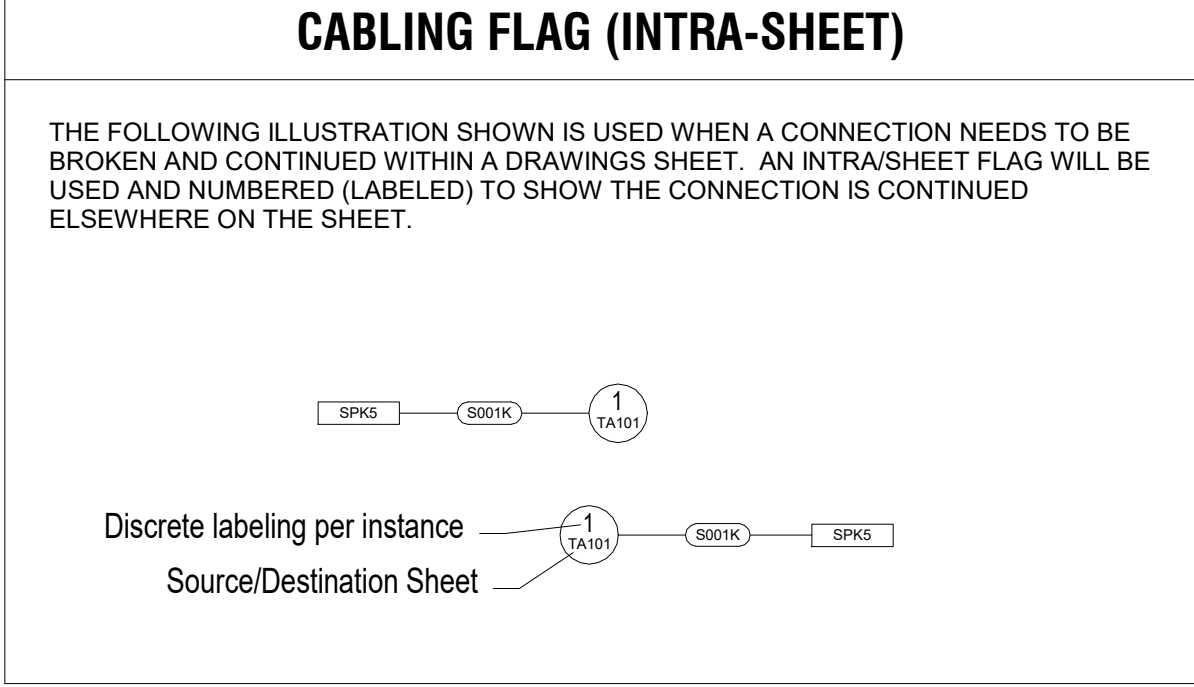 CABLING FLAG (INTRA-SHEET)
THE FOLLOWING ILLUSTRATION SHOWN IS USED WHEN A CONNECTION NEEDS TO BE
BROKEN AND CONTINUED WITHIN A DRAWINGS SHEET. AN INTRA/SHEET FLAG WILL BE
USED AND NUMBERED (LABELED) TO SHOW THE CONNECTION IS CONTINUED
ELSEWHERE ON THE SHEET.
SPK5 S001K 1
TA101
Discrete labeling per instance 1 S001K SPK5
TA101
Source/Destination Sheet